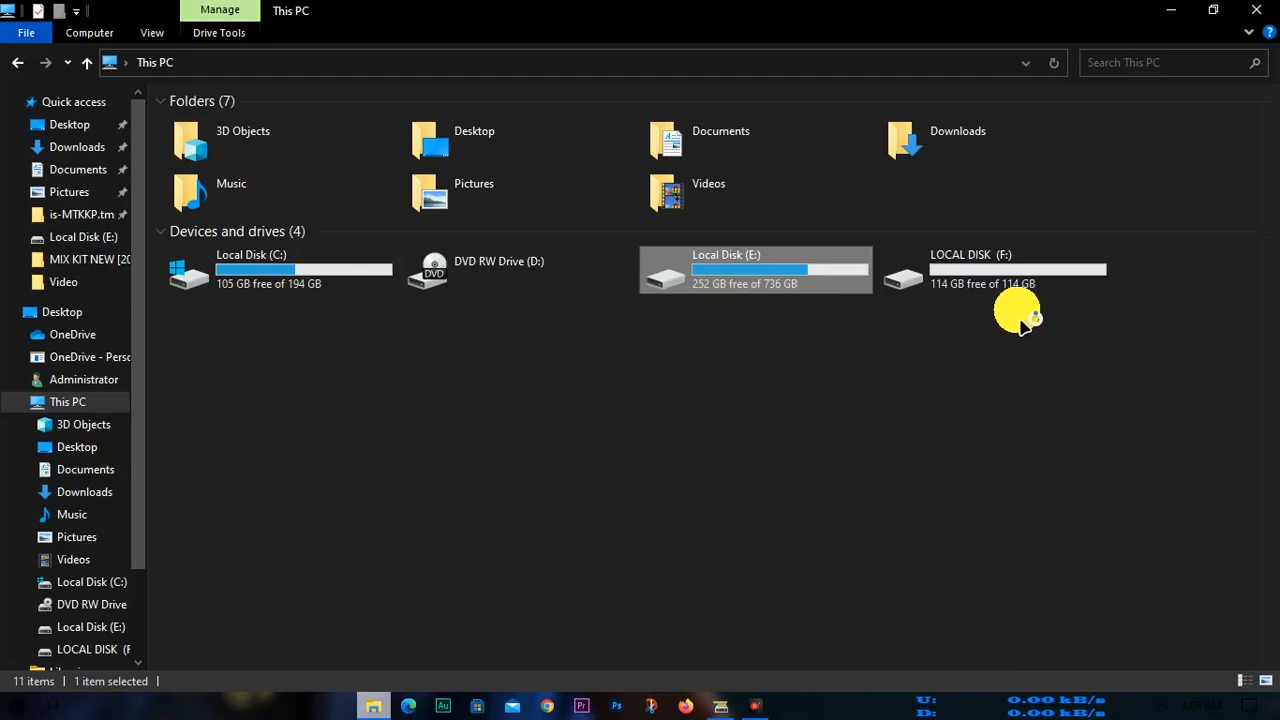 Manage
This PC
File
Computer
View
Drive Tools
This PC
Search This PC
Quick access
Desktop
Downloads
Documents
Pictures
is-MTKKP.tm
Local Disk (E:)
MIX KIT NEW [20
Video
Desktop
OneDrive
OneDrive - Perso
Administrator
This PC
3D Objects
Desktop
Documents
Downloads
Music
Pictures
Videos
Local Disk (C:)
DVD RW Drive
Local Disk (E:)
LOCAL DISK (F
Folders (7)
3D Objects
Desktop
Documents
Downloads
Music
Pictures
Videos
Devices and drives (4)
Local Disk (C:)
105 GB free of 194 GB
DVD
DVD RW Drive (D:)
Local Disk (E:)
252 GB free of 736 GB
LOCAL DISK (F:)
114 GB free of 114 GB
11 items
1 item selected
Au
Pr
Ps
U: 0.00 kB/s
D: 0.00 kB/s